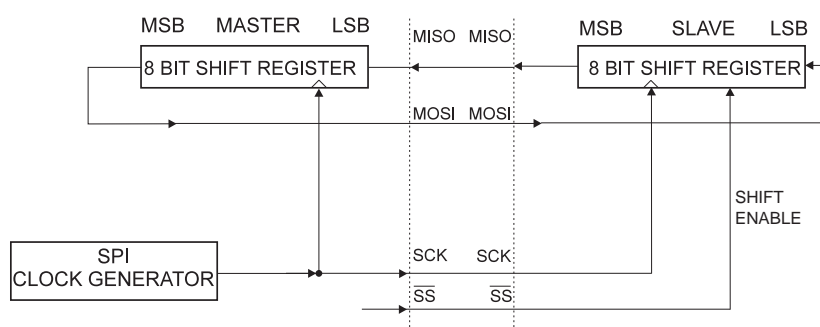 MSB MASTER LSB MISO MISO MSB SLAVE LSB
8 BIT SHIFT REGISTER 8 BIT SHIFT REGISTER
MOSI MOSI
SHIFT
ENABLE
SPI
CLOCK GENERATOR
SCK SCK
SS SS